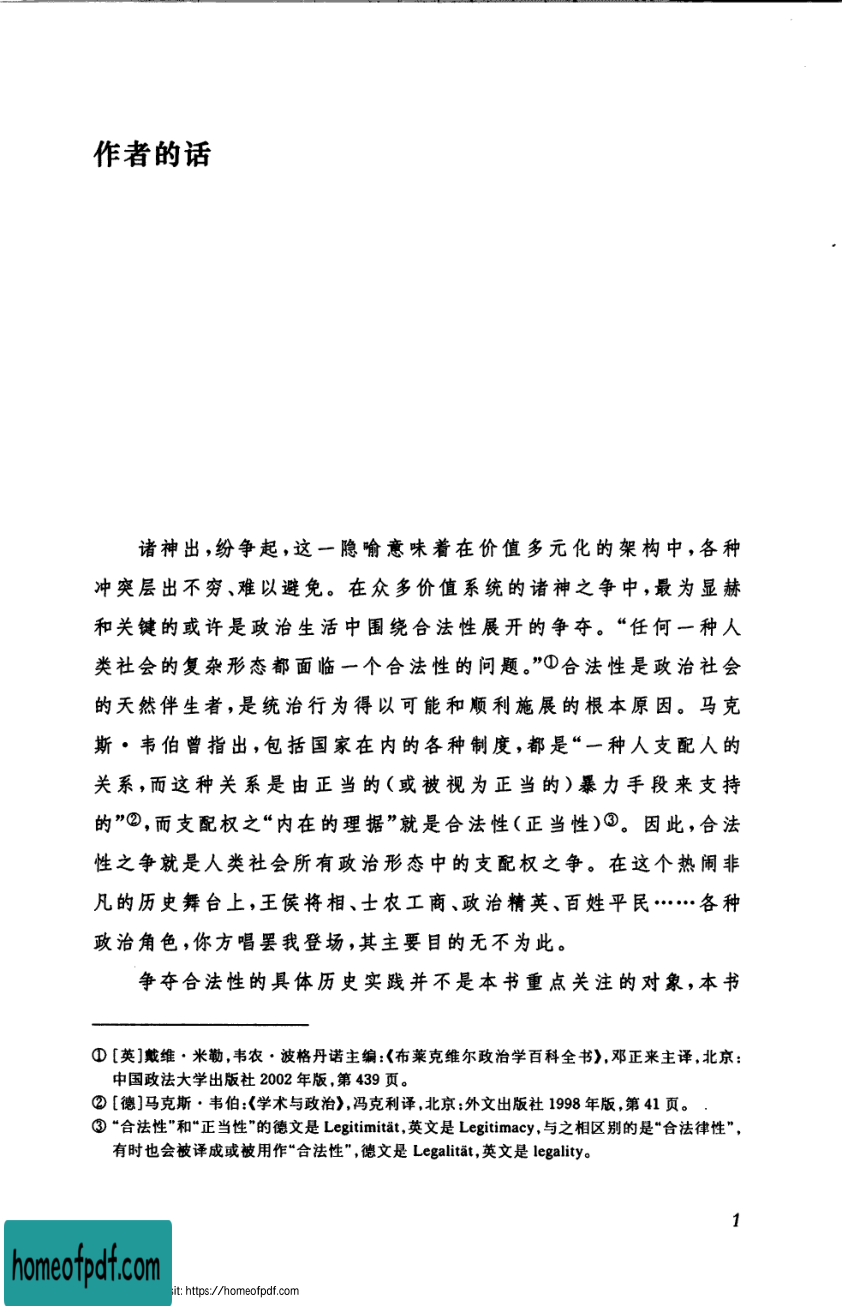 作者的话
诸神出,纷争起,这一隐喻意味着在价值多元化的架构中,各种
冲突层出不穷、难以避免。在众多价值系统的诸神之争中,最为显赫
和关键的或许是政治生活中围绕合法性展开的争夺。“任何一种人
类社会的复杂形态都面临一个合法性的问题。”①合法性是政治社会
的天然伴生者,是统治行为得以可能和顺利施展的根本原因。马克
斯·韦伯曾指出,包括国家在内的各种制度,都是“一种人支配人的
关系,而这种关系是由正当的(或被视为正当的)暴力手段来支持
的”②,而支配权之“内在的理据”就是合法性(正当性)③。因此,合法
性之争就是人类社会所有政治形态中的支配权之争。在这个热闹非
凡的历史舞台上,王侯将相、士农工商、政治精英、百姓平民……各种
政治角色,你方唱罢我登场,其主要目的无不为此。
争夺合法性的具体历史实践并不是本书重点关注的对象,本书
① [英]戴维·米勒,韦农·波格丹诺主编:《布莱克维尔政治学百科全书》,邓正来主译,北京:
中国政法大学出版社 2002 年版,第 439 页。
② [德]马克斯·韦伯:《学术与政治》,冯克利译,北京:外文出版社 1998 年版,第 41 页。
③ “合法性”和“正当性”的德文是 Legitimität,英文是 Legitimacy,与之相区别的是“合法律性”,
有时也会被译成或被用作“合法性”,德文是 Legalität,英文是 legality。
1
homeofpdf.com
sit: https://homeofpdf.com